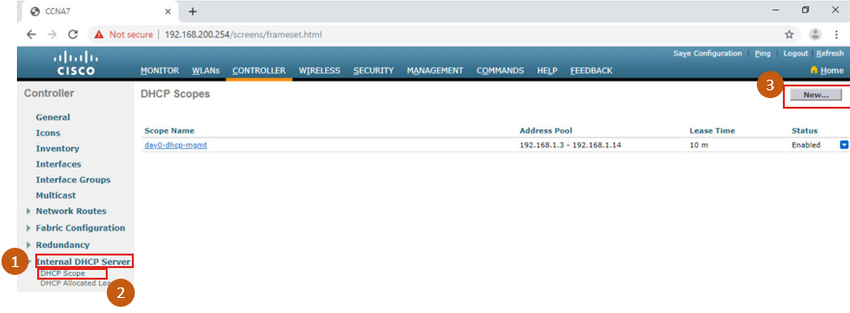 CCNA7
Not secure | 192.168.200.254/screens/frameset.html
Save Configuration | Ping | Logout | Refresh
CISCO
MONITOR WLANs CONTROLLER WIRELESS SECURITY MANAGEMENT COMMANDS HELP FEEDBACK Home
Controller
DHCP Scopes
3
New...
General
Icons
Inventory
Interfaces
Interface Groups
Multicast
Network Routes
Fabric Configuration
Redundancy
1
Internal DHCP Server
DHCP Scope
DHCP Allocated Lea
2
Scope Name Address Pool Lease Time Status
day0-dhcp-mgmt 192.168.1.3 - 192.168.1.14 10 m Enabled